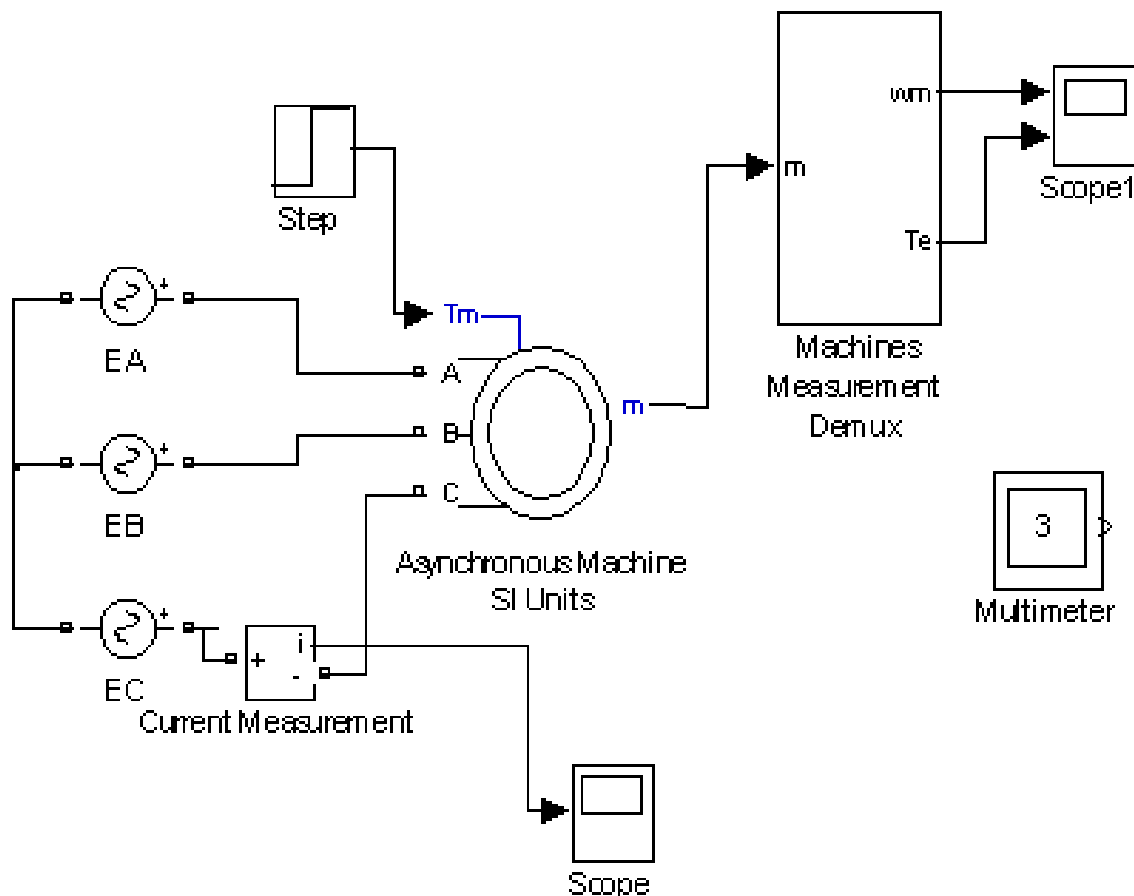 wm
m
Scope1
Step
Te
Tm
EA
Machines
Measurement
Demux
A
m
B
EB
C
3
Asynchronous Machine
SI Units
Multimeter
+
+
+
i
+
-
EC
Current Measurement
Scope